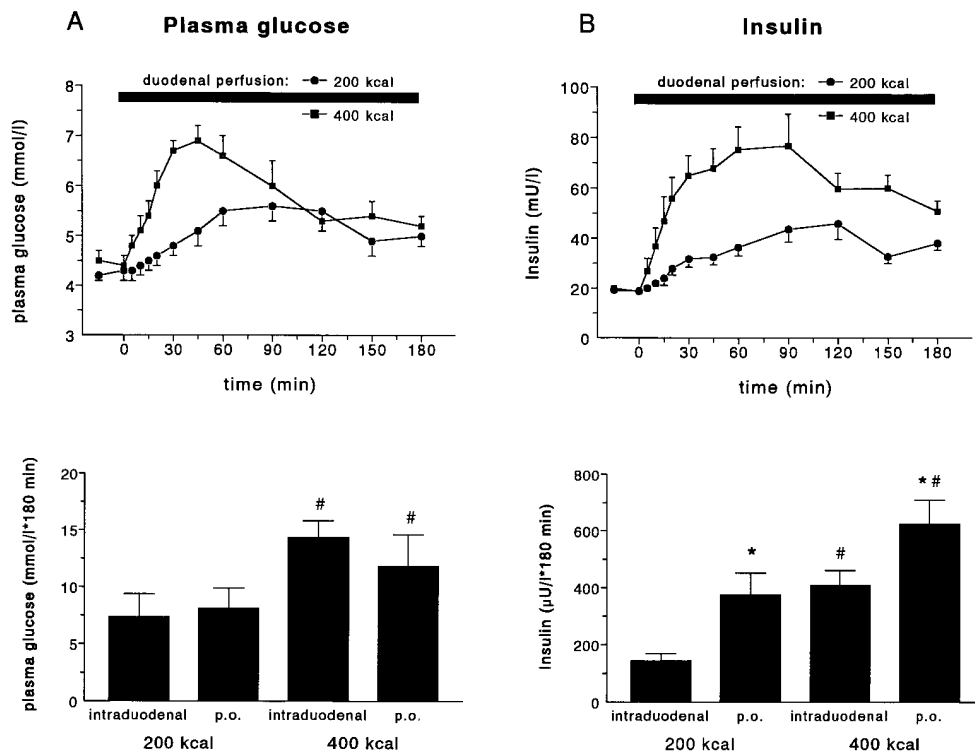 A Plasma glucose
duodenal perfusion: 200 kcal
400 kcal
plasma glucose (mmol/l)
8
7
6
5
4
3
0 30 60 90 120 150 180
time (min)
B Insulin
duodenal perfusion: 200 kcal
400 kcal
Insulin (mU/l)
100
80
60
40
20
0
0 30 60 90 120 150 180
time (min)
plasma glucose (mmol/l*180 min)
20
15
10
5
0
# #
intraduodenal p.o. intraduodenal p.o.
200 kcal 400 kcal
Insulin (µU/l*180 min)
800
600
400
200
0
* # * #
intraduodenal p.o. intraduodenal p.o.
200 kcal 400 kcal